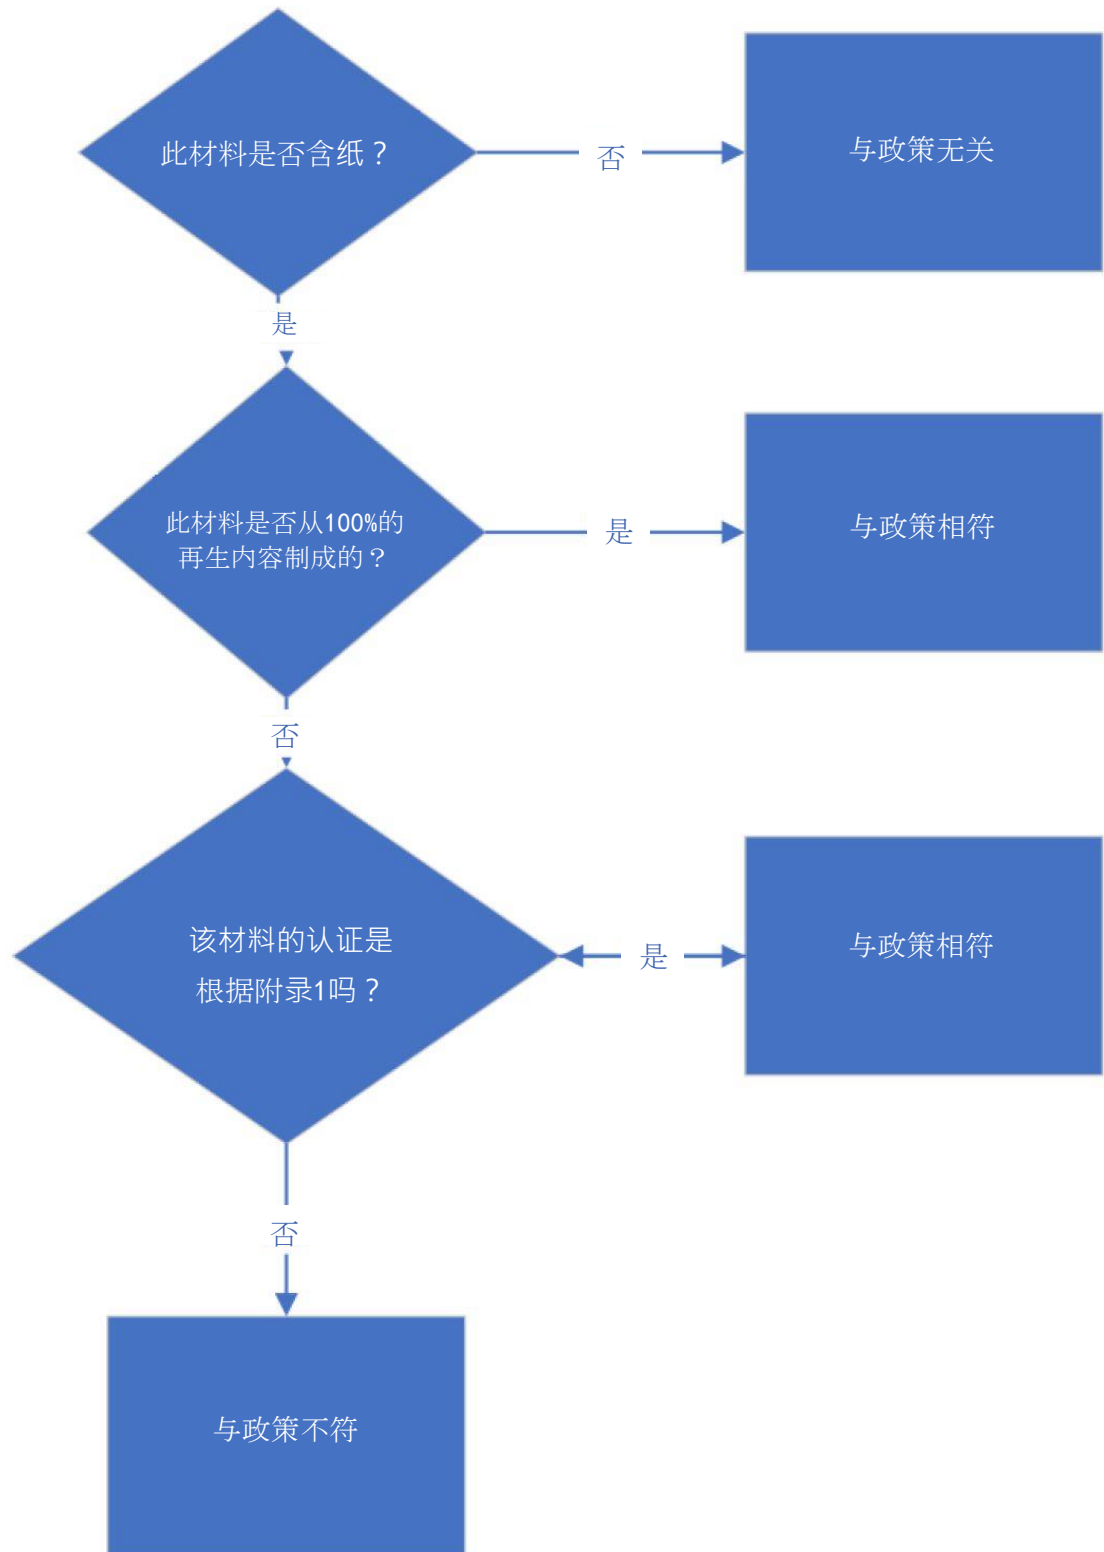 此材料是否含纸？
否
与政策无关
是
此材料是否从100%的
再生内容制成的？
是
与政策相符
否
该材料的认证是
根据附录1吗？
是
与政策相符
否
与政策不符